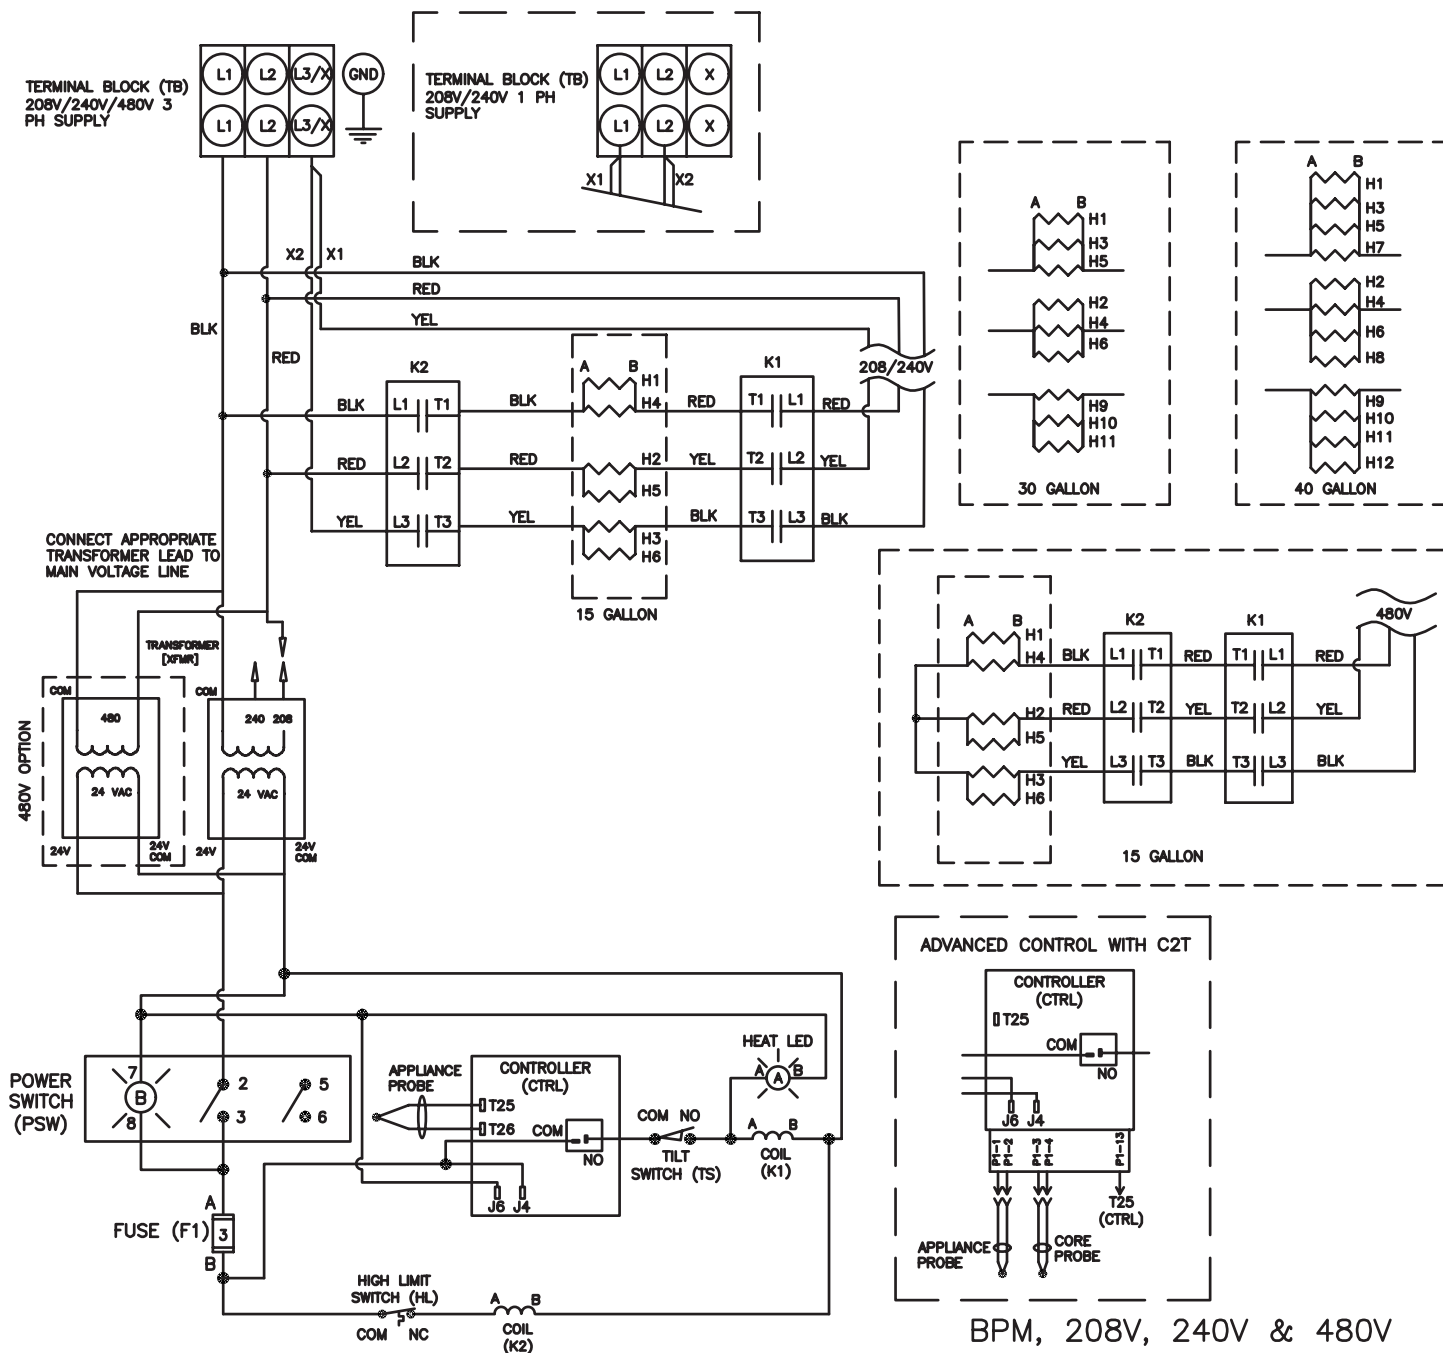 TERMINAL BLOCK (TB)
208V/240V/480V 3
PH SUPPLY
L1 L2 L3/X GND
L1 L2 L3/X
TERMINAL BLOCK (TB)
208V/240V 1 PH
SUPPLY
L1 L2 X
L1 L2 X
X1 X2
X2 X1
BLK
RED
YEL
BLK
RED
208/240V
K2
A B
K1
BLK L1 T1 BLK H1 H4 RED T1 L1 RED
RED L2 T2 RED H2 H5 YEL T2 L2 YEL
YEL L3 T3 YEL H3 H6 BLK T3 L3 BLK
15 GALLON
A B
H1
H3
H5
H2
H4
H6
H9
H10
H11
30 GALLON
A B
H1
H3
H5
H7
H2
H4
H6
H8
H9
H10
H11
H12
40 GALLON
CONNECT APPROPRIATE
TRANSFORMER LEAD TO
MAIN VOLTAGE LINE
TRANSFORMER
[XFMR]
480V OPTION
COM
480
24 VAC
24V
24V
COM
COM
240 208
24 VAC
24V
24V
COM
480V
A B
K2
K1
H1
H4 BLK L1 T1 RED T1 L1 RED
H2
H5 RED L2 T2 YEL T2 L2 YEL
H3
H6 YEL L3 T3 BLK T3 L3 BLK
15 GALLON
POWER
SWITCH
(PSW)
7
B
8
2
3
5
6
APPLIANCE
PROBE
CONTROLLER
(CTRL)
T25
T26
COM
NO
J6 J4
COM NO
TILT
SWITCH (TS)
HEAT LED
A A B
A B
COIL
(K1)
A
FUSE (F1) 3
B
HIGH LIMIT
SWITCH (HL)
COM NC
A B
COIL
(K2)
ADVANCED CONTROL WITH C2T
CONTROLLER
(CTRL)
T25
COM
NO
J6 J4
P1-1
P1-2
P1-3
P1-4
P1-13
T25
(CTRL)
APPLIANCE
PROBE
CORE
PROBE
BPM, 208V, 240V & 480V